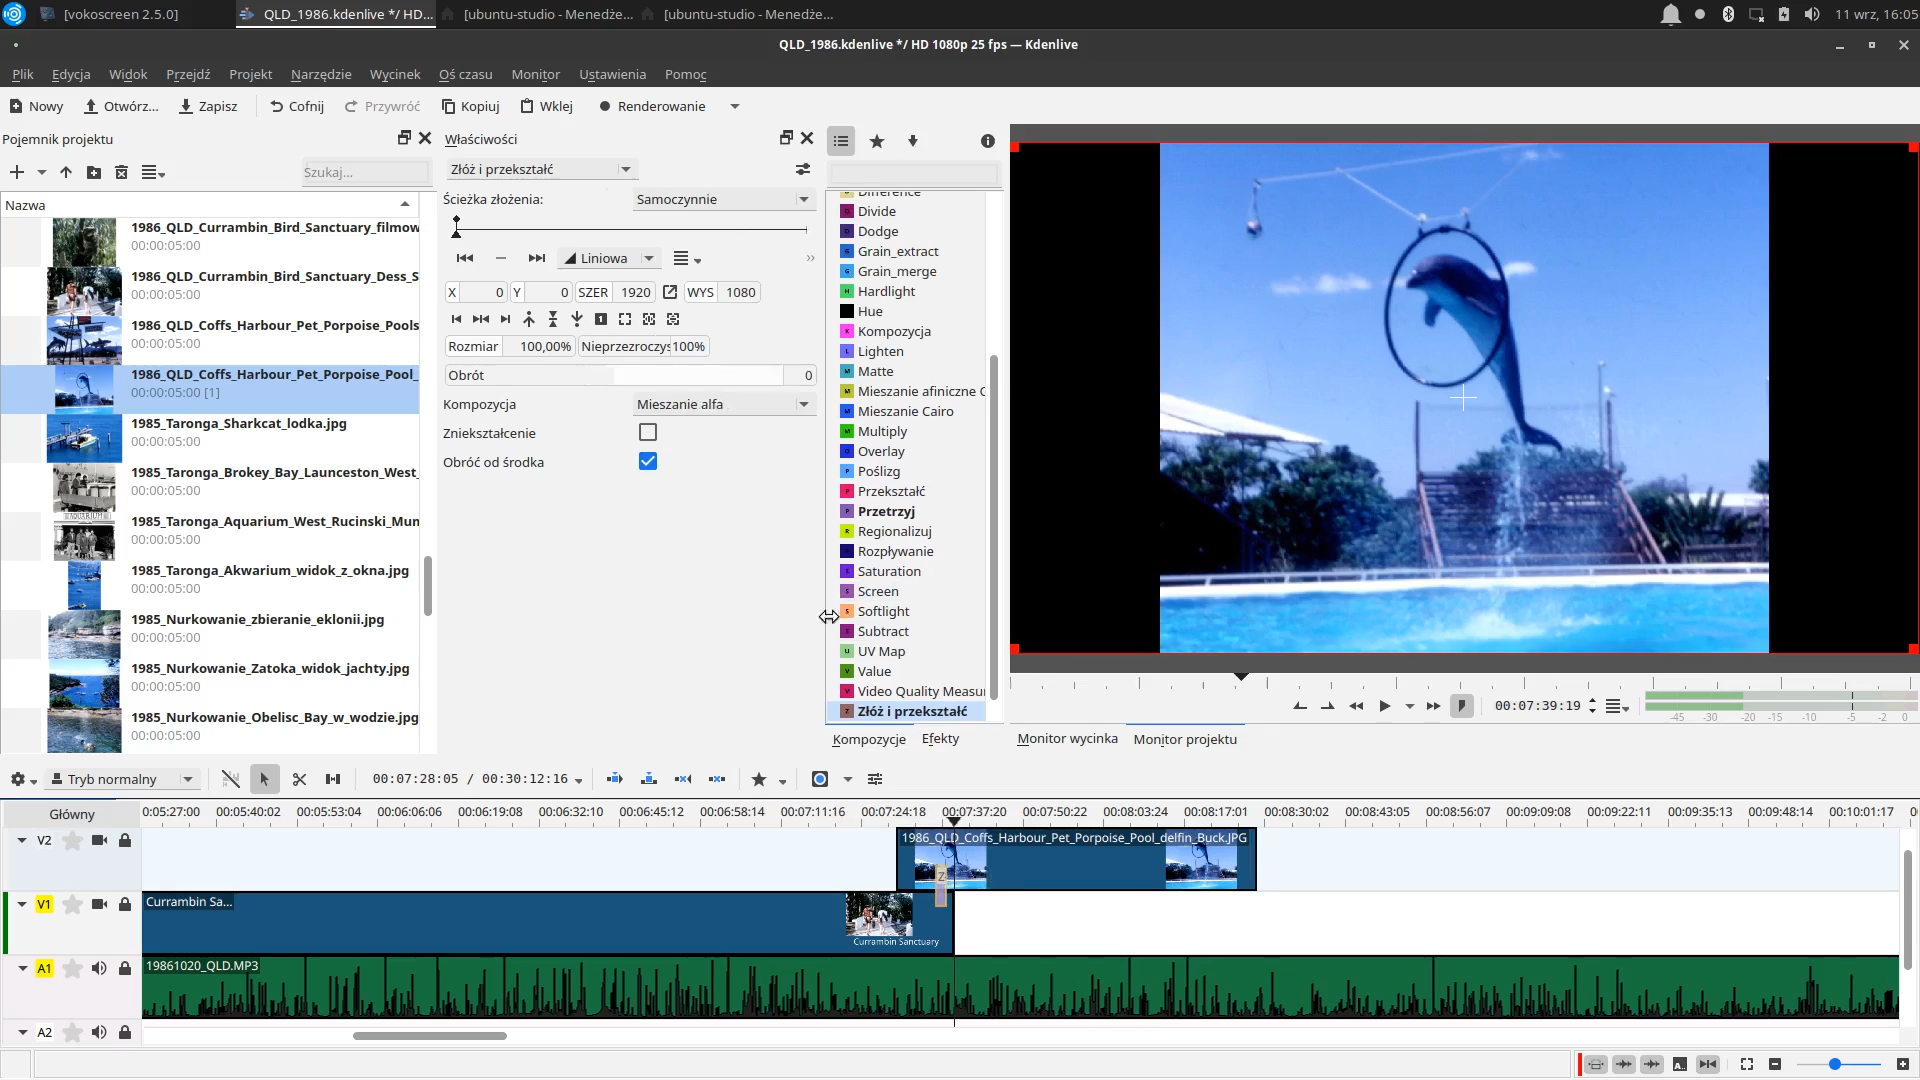 [vokoscreen 2.5.0]
QLD_1986.kdenlive */ HD...
[ubuntu-studio - Menedże...
[ubuntu-studio - Menedże...
11 wrz, 16:05
QLD_1986.kdenlive */ HD 1080p 25 fps — Kdenlive
Plik Edycja Widok Przejdź Projekt Narzędzie Wycinek Oś czasu Monitor Ustawienia Pomoc
Nowy Otwórz... Zapisz Cofnij Przywróć Kopiuj Wklej Renderowanie
Pojemnik projektu
Szukaj...
Nazwa
1986_QLD_Currambin_Bird_Sanctuary_filmow
00:00:05:00
1986_QLD_Currambin_Bird_Sanctuary_Dess_S
00:00:05:00
1986_QLD_Coffs_Harbour_Pet_Porpoise_Pools
00:00:05:00
1986_QLD_Coffs_Harbour_Pet_Porpoise_Pool_
00:00:05:00 [1]
1985_Taronga_Sharkcat_lodka.jpg
00:00:05:00
1985_Taronga_Brokey_Bay_Launceston_West_
00:00:05:00
1985_Taronga_Aquarium_West_Rucinski_Mun
00:00:05:00
1985_Taronga_Akwarium_widok_z_okna.jpg
00:00:05:00
1985_Nurkowanie_zbieranie_eklonii.jpg
00:00:05:00
1985_Nurkowanie_Zatoka_widok_jachty.jpg
00:00:05:00
1985_Nurkowanie_Obelisc_Bay_w_wodzie.jpg
00:00:05:00
Właściwości
Złóż i przekształć
Ścieżka złożenia: Samoczynnie
Liniowa
X 0 Y 0 SZER 1920 WYS 1080
Rozmiar 100,00% Nieprzezroczys 100%
Obrót 0
Kompozycja Mieszanie alfa
Zniekształcenie
Obróć od środka
Difference
Divide
Dodge
Grain_extract
Grain_merge
Hardlight
Hue
Kompozycja
Lighten
Matte
Mieszanie afiniczne C
Mieszanie Cairo
Multiply
Overlay
Poślizg
Przekształć
Przetrzyj
Regionalizuj
Rozpływanie
Saturation
Screen
Softlight
Subtract
UV Map
Value
Video Quality Measur
Złóż i przekształć
Kompozycje Efekty
00:07:39:19
-45 -30 -20 -15 -10 -5 -2 0
Monitor wycinka Monitor projektu
Tryb normalny
00:07:28:05 / 00:30:12:16
Główny
0:05:27:00 00:05:40:02 00:05:53:04 00:06:06:06 00:06:19:08 00:06:32:10 00:06:45:12 00:06:58:14 00:07:11:16 00:07:24:18 00:07:37:20 00:07:50:22 00:08:03:24 00:08:17:01 00:08:30:02 00:08:43:05 00:08:56:07 00:09:09:08 00:09:22:11 00:09:35:13 00:09:48:14 00:10:01:17 00
V2
1986_QLD_Coffs_Harbour_Pet_Porpoise_Pool_delfin_Buck.JPG
Z
V1
Currambin Sa...
Currambin Sanctuary
A1
19861020_QLD.MP3
A2